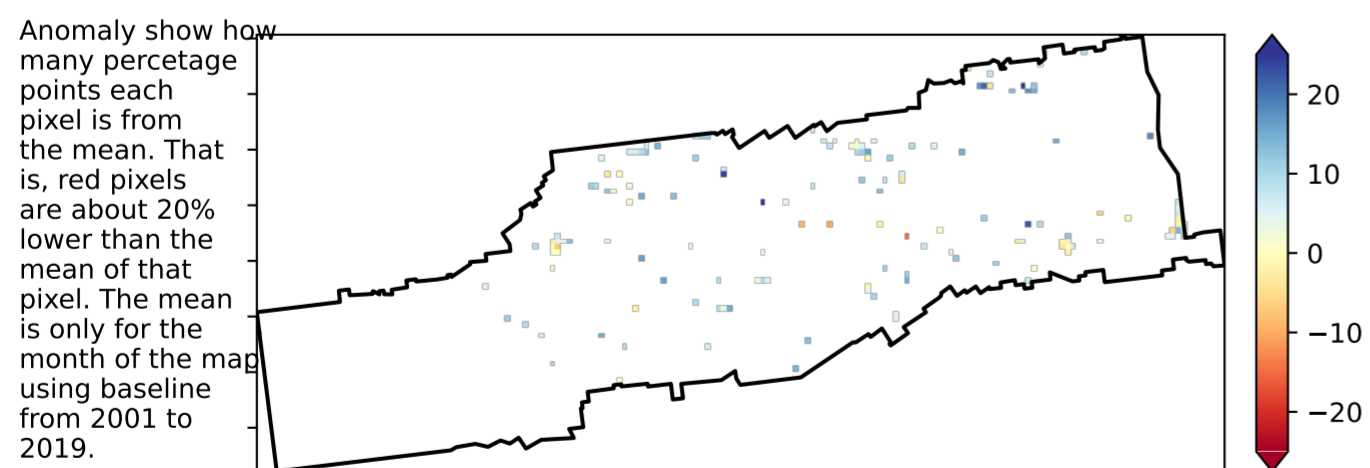 Anomaly show how
many percetage
points each
pixel is from
the mean. That
is, red pixels
are about 20%
lower than the
mean of that
pixel. The mean
is only for the
month of the map
using baseline
from 2001 to
2019.
20
10
0
−10
−20